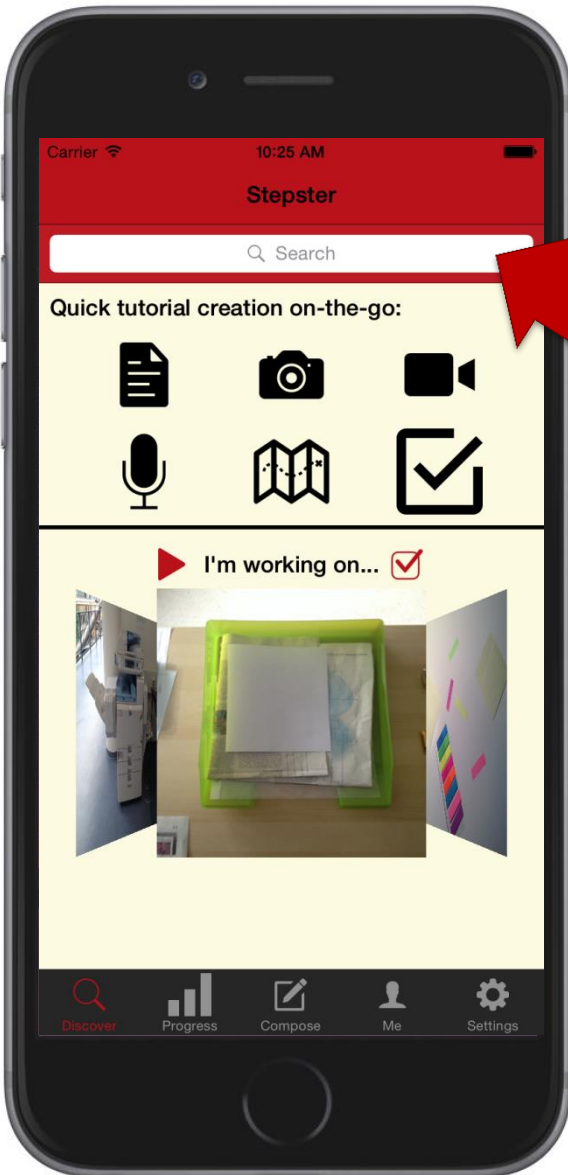 Carrier 10:25 AM
Stepster
Search
Quick tutorial creation on-the-go:
I'm working on...
Discover Progress Compose Me Settings